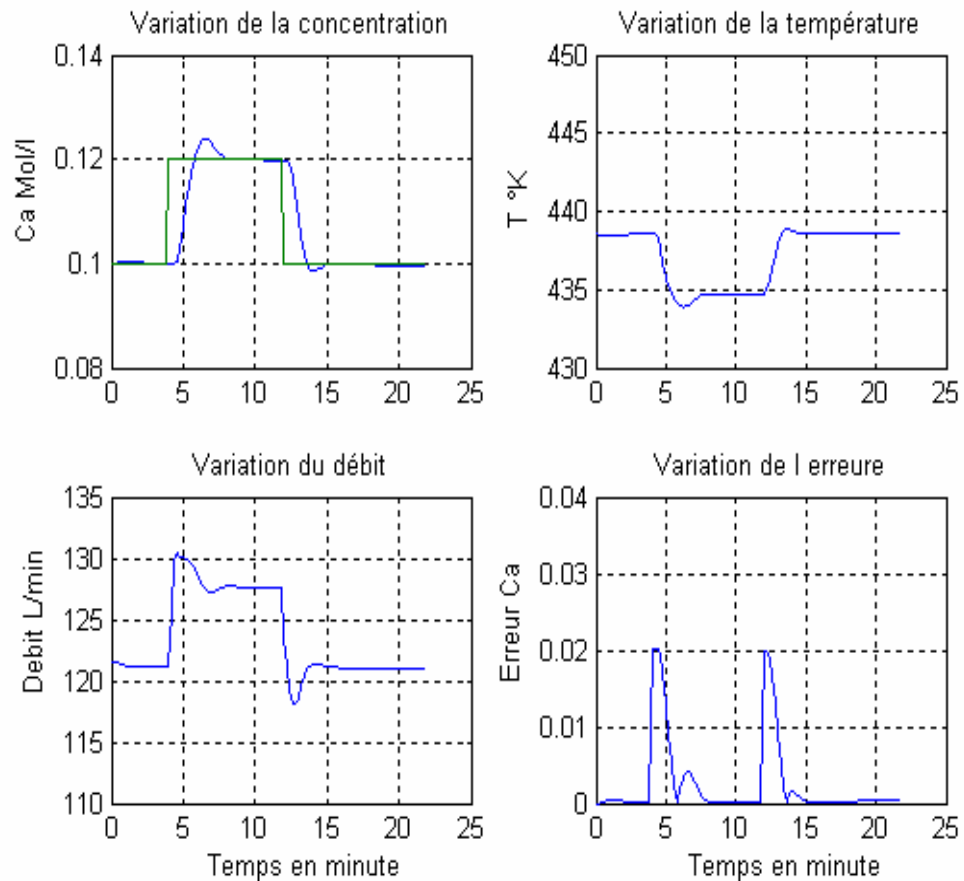 Variation de la concentration
Ca Mol/l
0.14
0.12
0.1
0.08
0 5 10 15 20 25
Variation de la température
T °K
450
445
440
435
430
0 5 10 15 20 25
Variation du débit
Debit L/min
135
130
125
120
115
110
0 5 10 15 20 25
Temps en minute
Variation de l erreure
Erreur Ca
0.04
0.03
0.02
0.01
0
0 5 10 15 20 25
Temps en minute